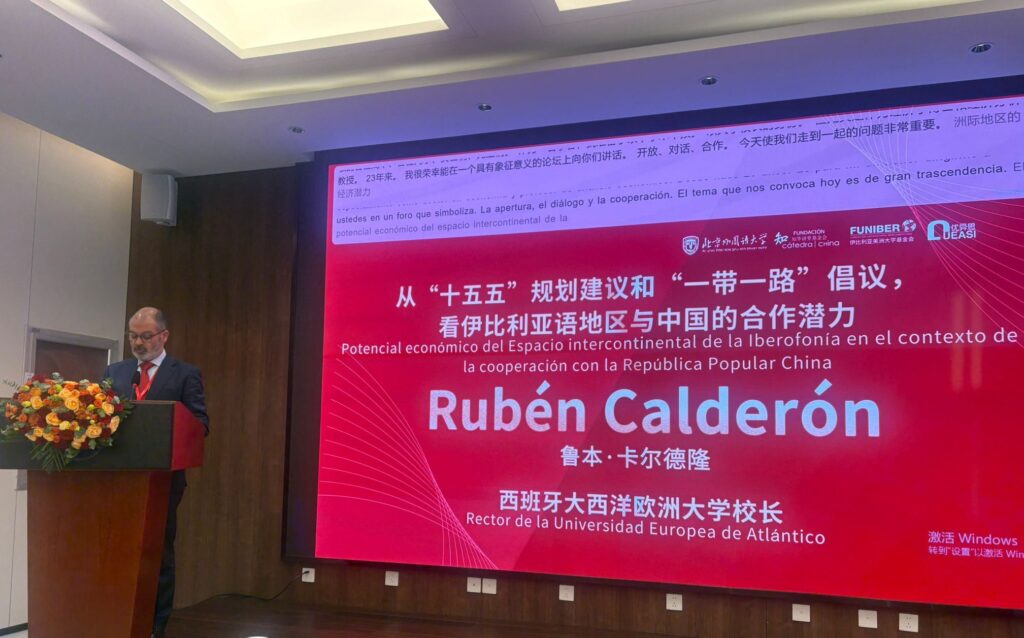 教授。 23年来。 我很荣幸能在一个具有象征意义的论坛上向你们讲话。 开放、对话、合作。 今天使我们走到一起的问题非常重要。 洲际地区的
经济潜力
ustedes en un foro que simboliza. La apertura, el diálogo y la cooperación. El tema que nos convoca hoy es de gran trascendencia. El
potencial económico del espacio intercontinental de la
北京外国语大学
知
FUNDACIÓN
cátedra china
FUNIBER
伊比利亚美洲大学基金会
优亚思
UEASI
从“十五五”规划建议和“一带一路”倡议，
看伊比利亚语地区与中国的合作潜力
Potencial económico del Espacio intercontinental de la Iberofonía en el contexto de
la cooperación con la República Popular China
Rubén Calderón
鲁本·卡尔德隆
西班牙大西洋欧洲大学校长
Rector de la Universidad Europea de Atlántico
激活 Windows
转到"设置"以激活 Win